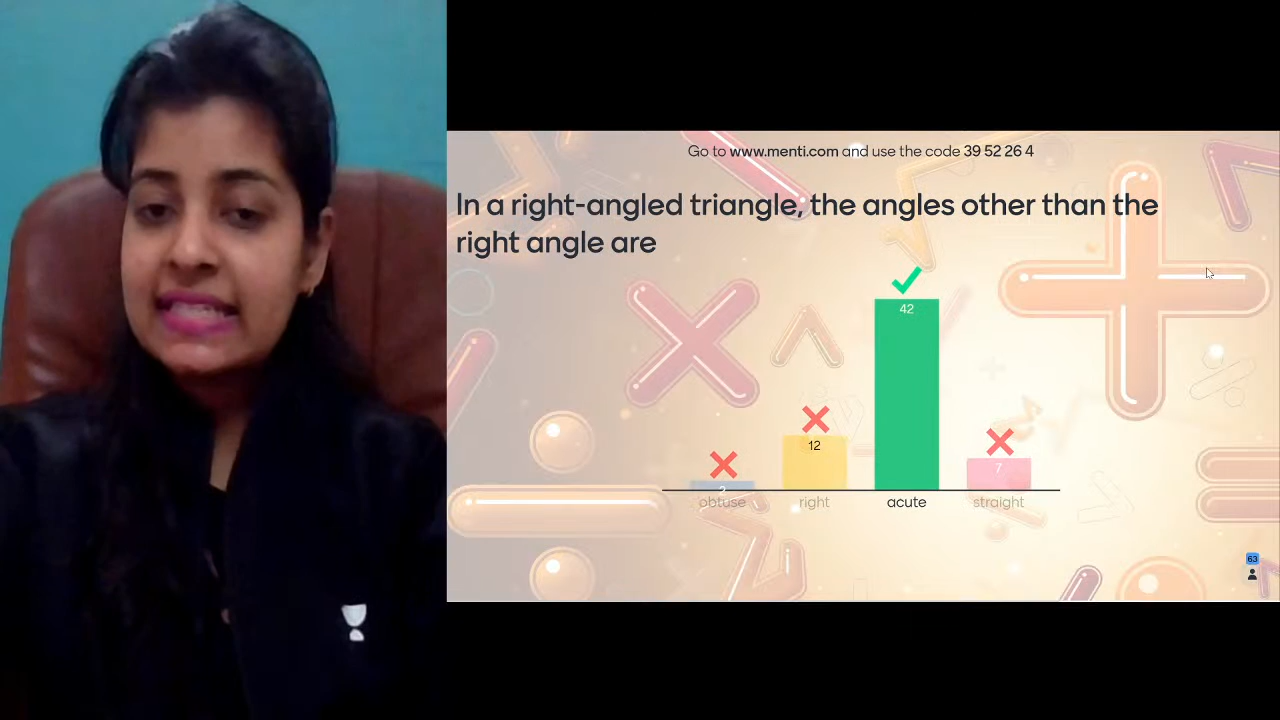 Go to www.menti.com and use the code 39 52 26 4
In a right-angled triangle, the angles other than the
right angle are
42
12
7
obtuse right acute straight
63